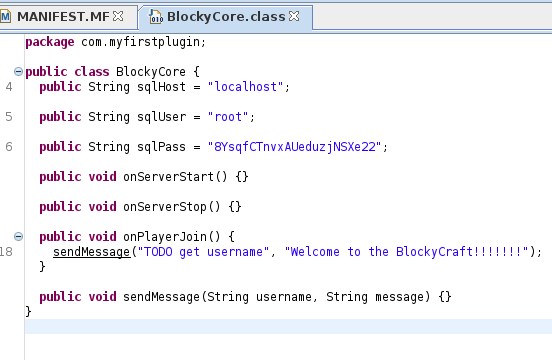 MANIFEST.MF BlockyCore.class
package com.myfirstplugin;
public class BlockyCore {
4 public String sqlHost = "localhost";
5 public String sqlUser = "root";
6 public String sqlPass = "8YsqfCTnvxAUeduzjNSXe22";
public void onServerStart() {}
public void onServerStop() {}
public void onPlayerJoin() {
18 sendMessage("TODO get username", "Welcome to the BlockyCraft!!!!!!!");
}
public void sendMessage(String username, String message) {}
}